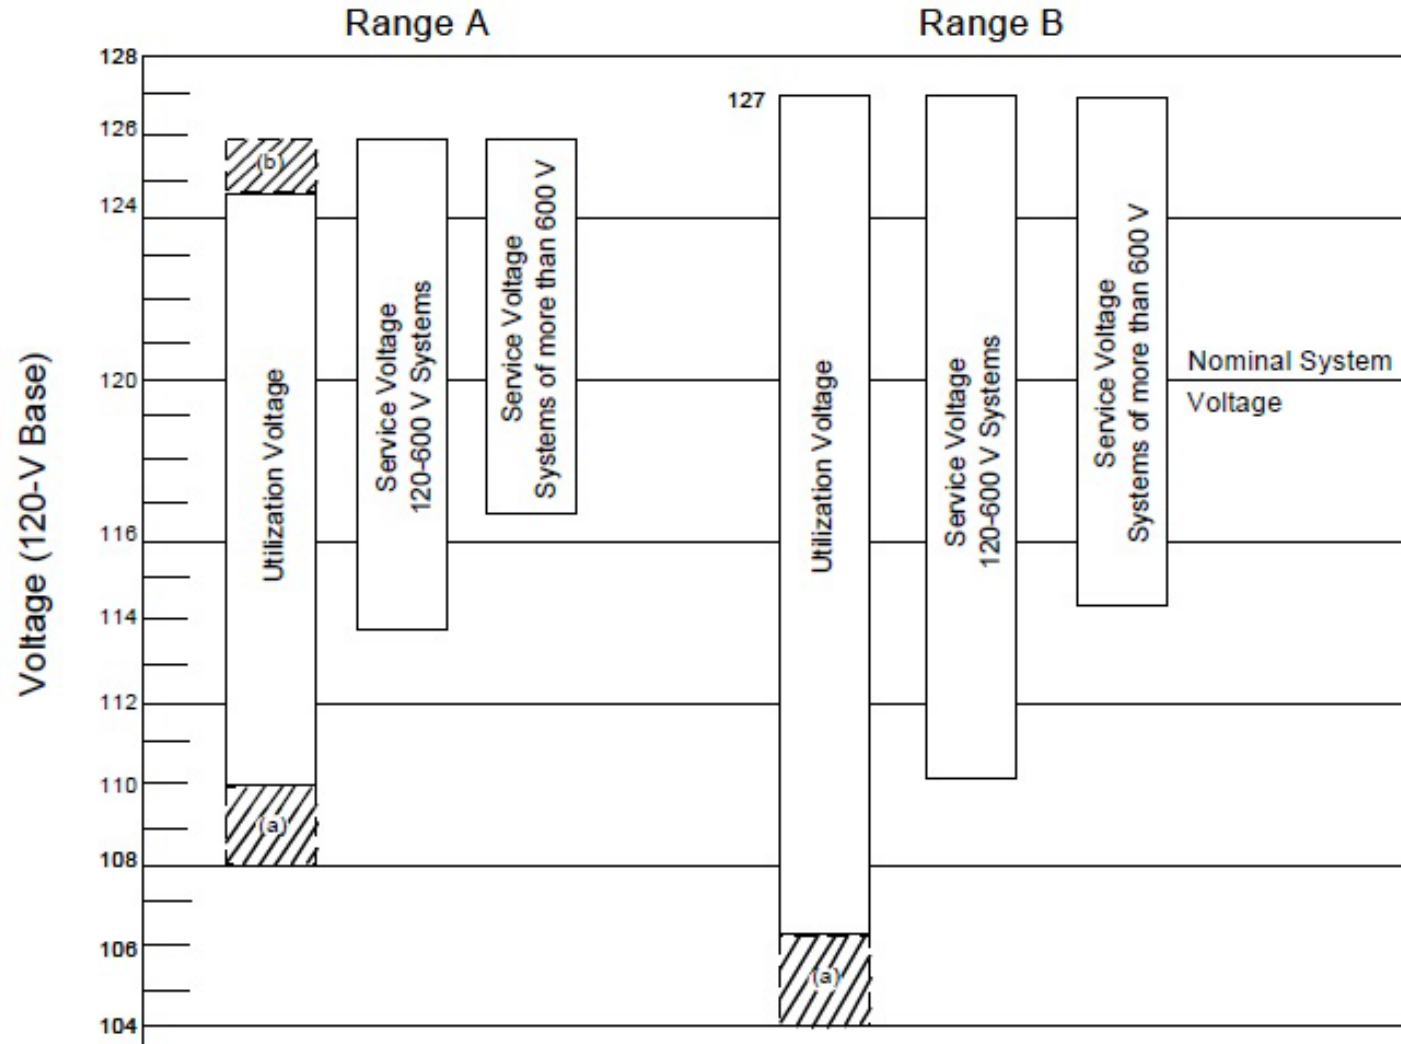 Range A
Range B
128
127
126
(b)
124
Voltage (120-V Base)
120
116
114
112
110
(a)
108
106
(a)
104
Utilization Voltage
Service Voltage
120-600 V Systems
Service Voltage
Systems of more than 600 V
Utilization Voltage
Service Voltage
120-600 V Systems
Service Voltage
Systems of more than 600 V
Nominal System
Voltage